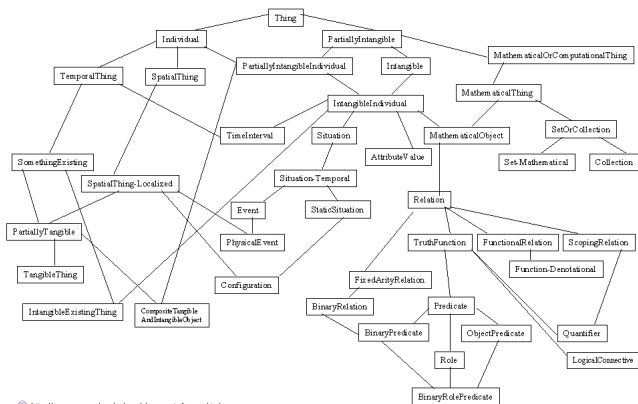 Thing
Individual
PartiallyIntangible
MathematicalOrComputationalThing
TemporalThing
SpatialThing
PartiallyIntangibleIndividual
Intangible
MathematicalThing
IntangibleIndividual
TimeInterval
Situation
AttributeValue
MathematicalObject
SetOrCollection
Set-Mathematical
Collection
SomethingExisting
SpatialThing-Localized
Situation-Temporal
Relation
Event
StaticSituation
PartiallyTangible
PhysicalEvent
TruthFunction
FunctionalRelation
ScopingRelation
TangibleThing
Configuration
FixedArityRelation
Function-Denotational
IntangibleExistingThing
CompositeTangible
AndIntangibleObject
BinaryRelation
Predicate
BinaryPredicate
ObjectPredicate
Quantifier
Role
LogicalConnective
BinaryRolePredicate